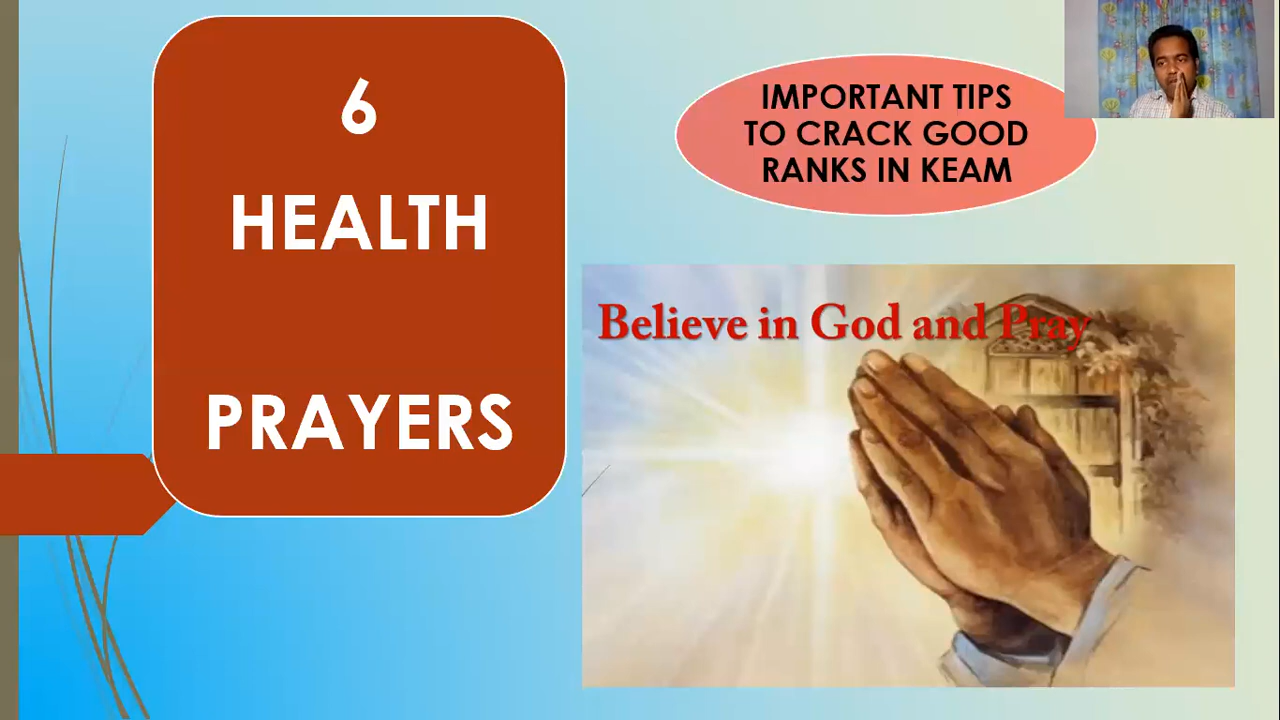 6
HEALTH
PRAYERS
IMPORTANT TIPS
TO CRACK GOOD
RANKS IN KEAM
Believe in God and Pray